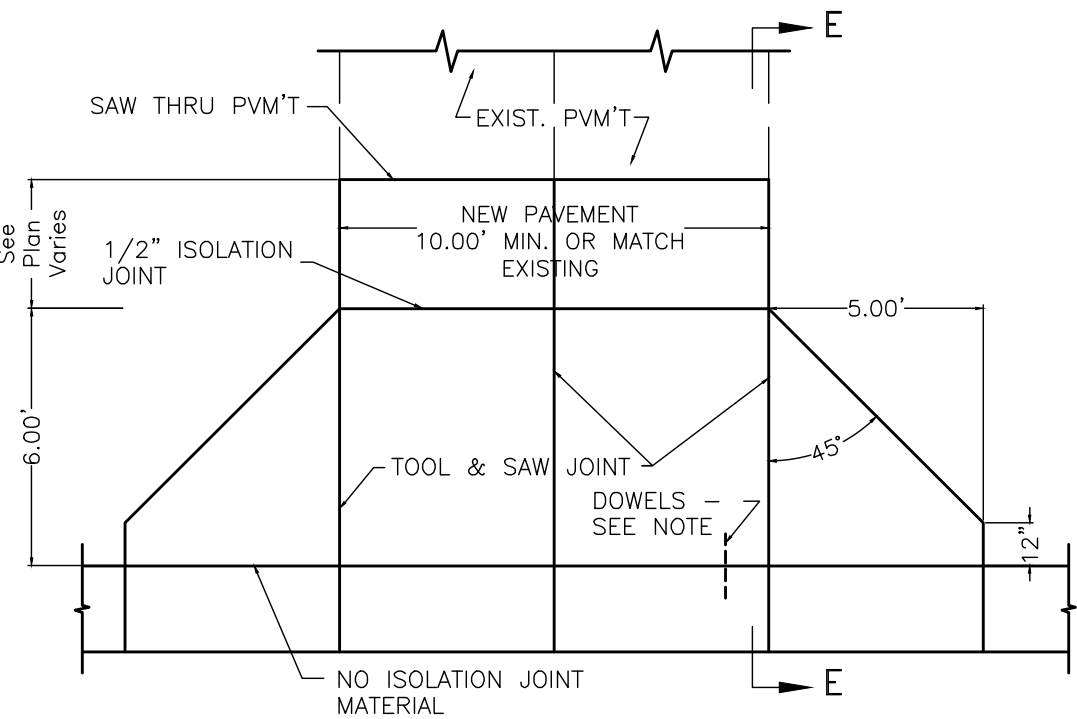 E
SAW THRU PVM'T
EXIST. PVM'T
See
Plan
Varies
NEW PAVEMENT
10.00' MIN. OR MATCH
EXISTING
1/2" ISOLATION
JOINT
5.00'
6.00'
45°
TOOL & SAW JOINT
DOWELS -
SEE NOTE
12"
NO ISOLATION JOINT
MATERIAL
E